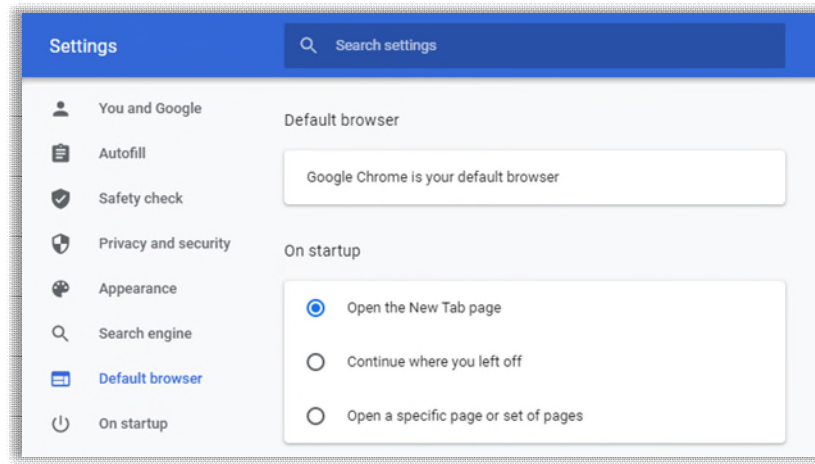 Settings
Search settings
You and Google
Autofill
Safety check
Privacy and security
Appearance
Search engine
Default browser
On startup
Default browser
Google Chrome is your default browser
On startup
Open the New Tab page
Continue where you left off
Open a specific page or set of pages